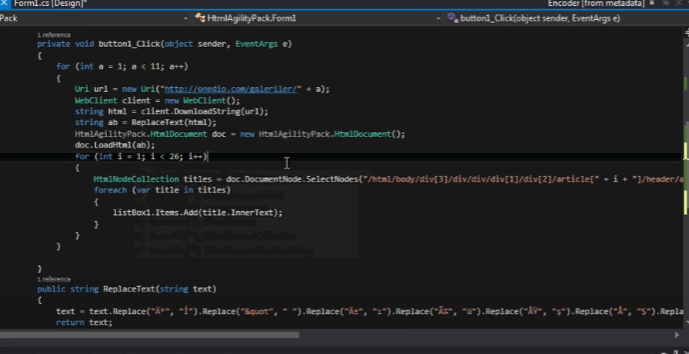 Form1.cs [Design]* Encoder [from metadata]
Pack HtmlAgilityPack.Form1 button1_Click(object sender, EventArgs e)
1 reference
private void button1_Click(object sender, EventArgs e)
{
for (int a = 1; a < 11; a++)
{
Uri url = new Uri("http://onedio.com/galeriler/" + a);
WebClient client = new WebClient();
string html = client.DownloadString(url);
string ab = ReplaceText(html);
HtmlAgilityPack.HtmlDocument doc = new HtmlAgilityPack.HtmlDocument();
doc.LoadHtml(ab);
for (int i = 1; i < 26; i++)
{
HtmlNodeCollection titles = doc.DocumentNode.SelectNodes("/html/body/div[3]/div/div/div[1]/div[2]/article[" + i + "]/header/a
foreach (var title in titles)
{
listBox1.Items.Add(title.InnerText);
}
}
}
}
1 reference
public string ReplaceText(string text)
{
text = text.Replace("Äº", "İ").Replace("&quot", " ").Replace("Ä±", "ı").Replace("Ã¼", "ü").Replace("ÅŸ", "ş").Replace("Å", "Ş").Repla
return text;